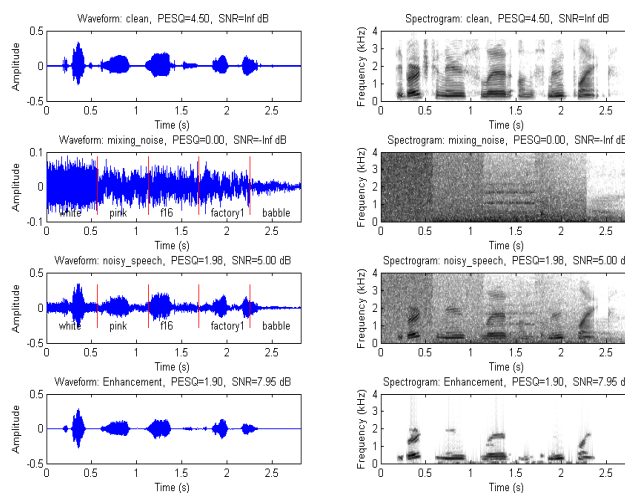 Waveform: clean, PESQ=4.50, SNR=Inf dB
Amplitude
0.5
0
-0.5
0 0.5 1 1.5 2 2.5
Time (s)
Spectrogram: clean, PESQ=4.50, SNR=Inf dB
Frequency (kHz)
4
3
2
1
0
0 0.5 1 1.5 2 2.5
Time (s)
Waveform: mixing_noise, PESQ=0.00, SNR=-Inf dB
Amplitude
0.1
0
-0.1
white pink f16 factory1 babble
0 0.5 1 1.5 2 2.5
Time (s)
Spectrogram: mixing_noise, PESQ=0.00, SNR=-Inf dB
Frequency (kHz)
4
3
2
1
0
0 0.5 1 1.5 2 2.5
Time (s)
Waveform: noisy_speech, PESQ=1.98, SNR=5.00 dB
Amplitude
0.5
0
-0.5
white pink f16 factory1 babble
0 0.5 1 1.5 2 2.5
Time (s)
Spectrogram: noisy_speech, PESQ=1.98, SNR=5.00 dB
Frequency (kHz)
4
3
2
1
0
0 0.5 1 1.5 2 2.5
Time (s)
Waveform: Enhancement, PESQ=1.90, SNR=7.95 dB
Amplitude
0.5
0
-0.5
0 0.5 1 1.5 2 2.5
Time (s)
Spectrogram: Enhancement, PESQ=1.90, SNR=7.95 dB
Frequency (kHz)
4
3
2
1
0
0 0.5 1 1.5 2 2.5
Time (s)